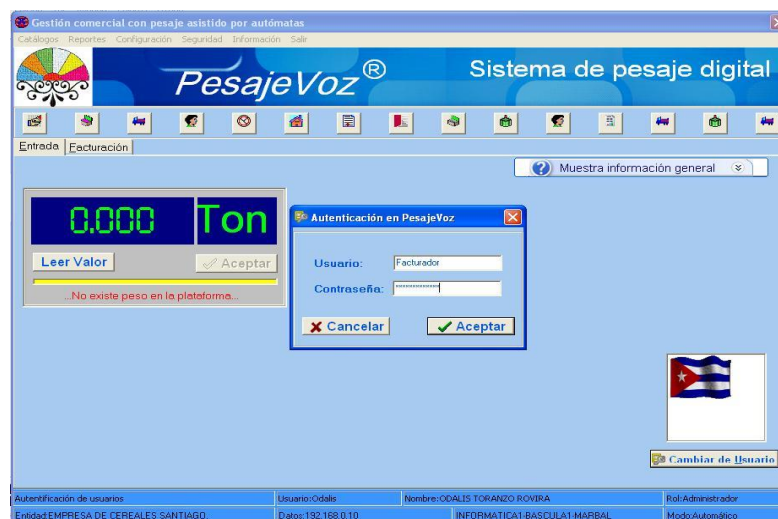 Gestión comercial con pesaje asistido por autómatas
Catálogos Reportes Configuración Seguridad Información Salir
PesajeVoz® Sistema de pesaje digital
Entrada Facturación
Muestra información general
0.000 Ton
Leer Valor Aceptar
...No existe peso en la plataforma...
Autenticación en PesajeVoz
Usuario: Facturador
Contraseña:
Cancelar Aceptar
Cambiar de Usuario
Autentificación de usuarios Usuario:Odalis Nombre:ODALIS TORANZO ROVIRA Rol:Administrador
Entidad:EMPRESA DE CEREALES SANTIAGO. Datos:192.168.0.10 INFORMATICA1-BASCULA1-MARBAL Modo:Automático